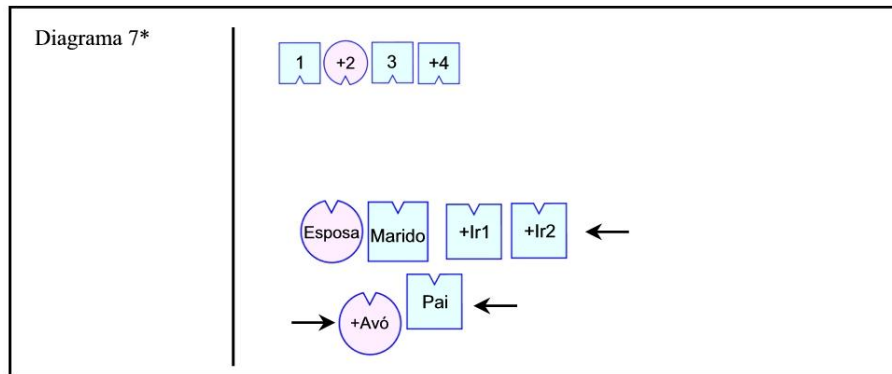 Diagrama 7*
1 +2 3 +4
Esposa Marido +Ir1 +Ir2
+Avó Pai